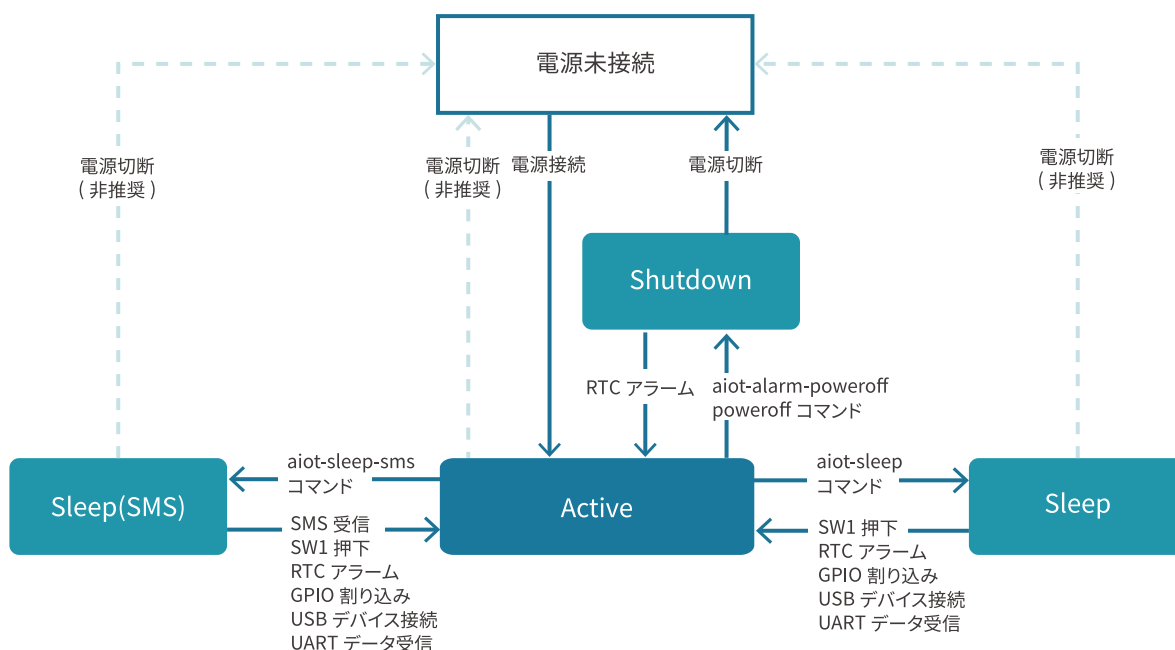 電源未接続
電源切断
( 非推奨 )
電源切断
( 非推奨 )
電源接続
電源切断
電源切断
( 非推奨 )
Shutdown
RTC アラーム
aiot-alarm-poweroff
poweroff コマンド
Sleep(SMS)
aiot-sleep-sms
コマンド
SMS 受信
SW1 押下
RTC アラーム
GPIO 割り込み
USB デバイス接続
UART データ受信
Active
aiot-sleep
コマンド
SW1 押下
RTC アラーム
GPIO 割り込み
USB デバイス接続
UART データ受信
Sleep